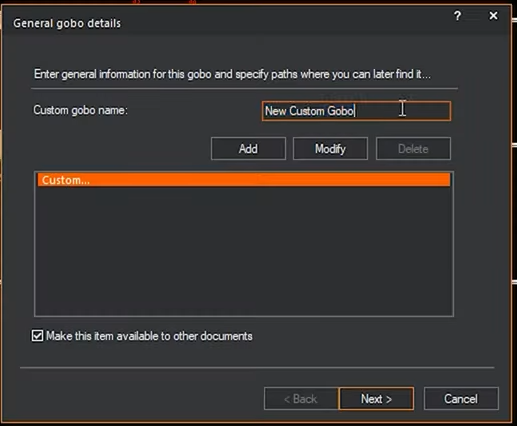 General gobo details
? ×
Enter general information for this gobo and specify paths where you can later find it...
Custom gobo name:
New Custom Gobo
Add
Modify
Delete
Custom...
Make this item available to other documents
< Back
Next >
Cancel